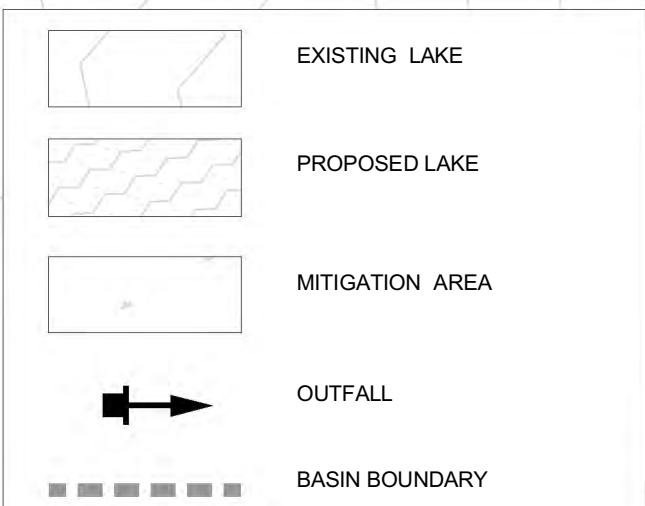 EXISTING LAKE
PROPOSED LAKE
MITIGATION AREA
OUTFALL
BASIN BOUNDARY